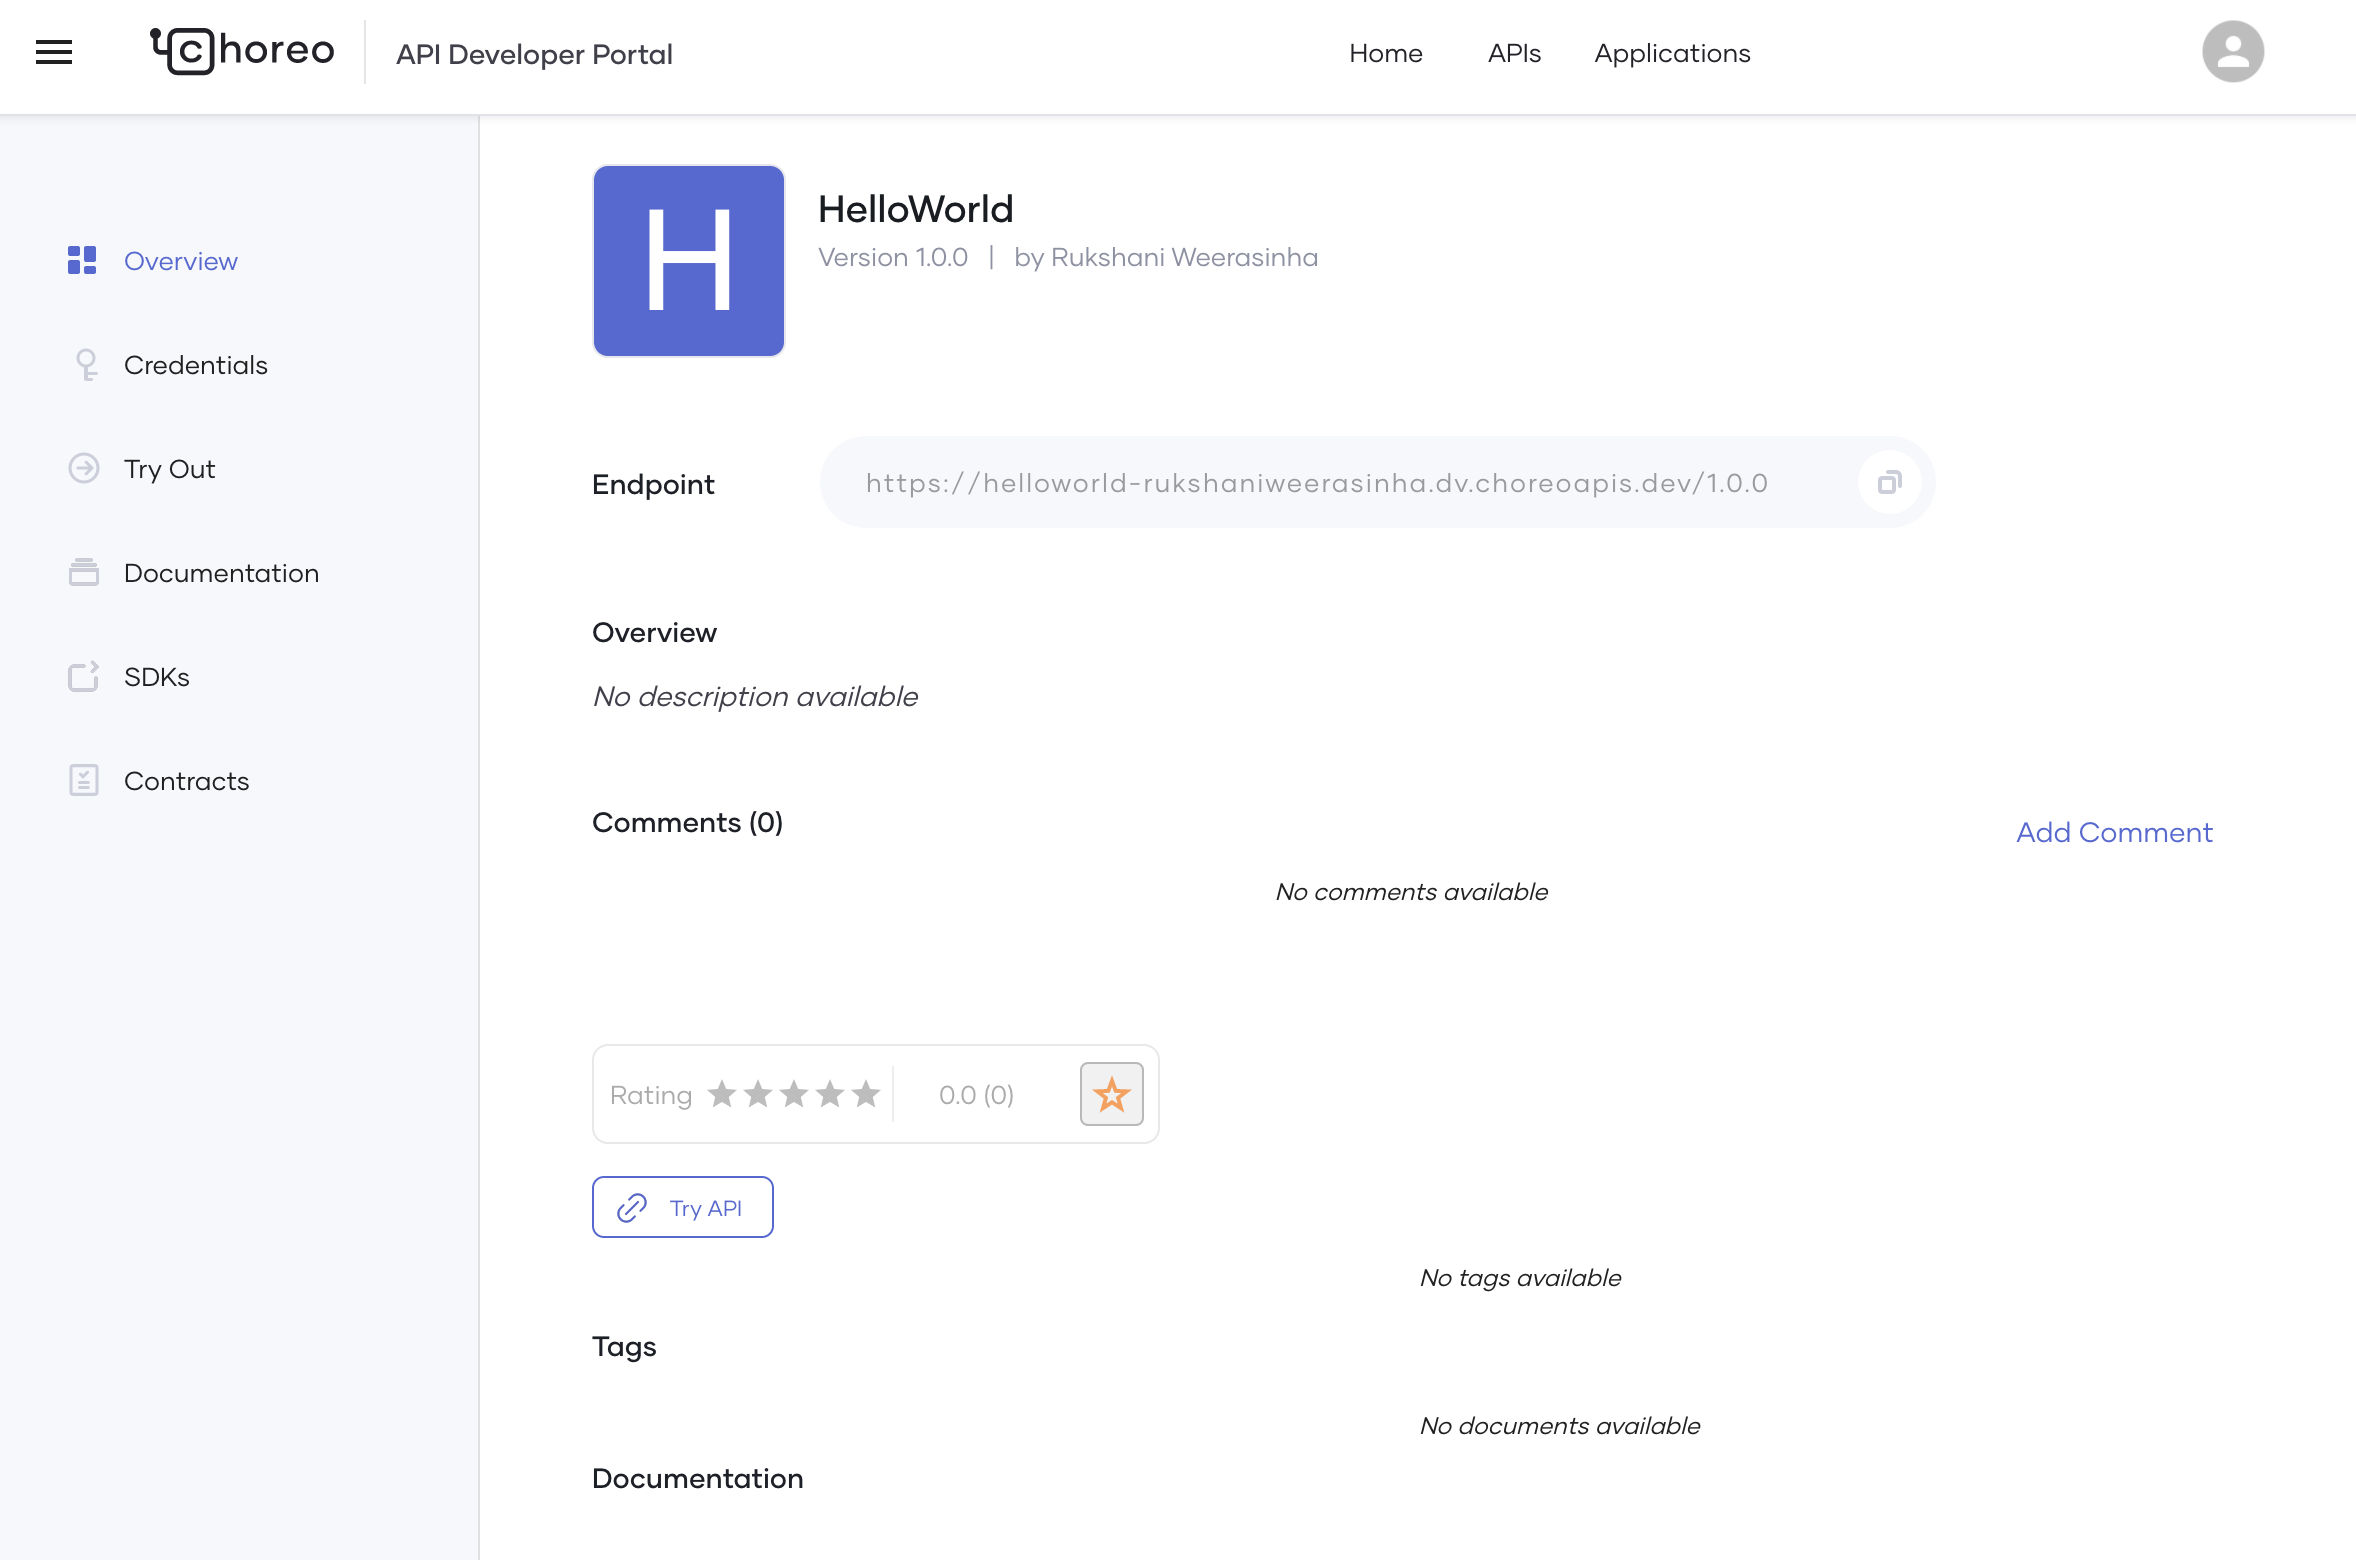 choreo
API Developer Portal
Home
APIs
Applications
Overview
Credentials
Try Out
Documentation
SDKs
Contracts
H
HelloWorld
Version 1.0.0 | by Rukshani Weerasinha
Endpoint
https://helloworld-rukshaniweerasinha.dv.choreoapis.dev/1.0.0
Overview
No description available
Comments (0)
Add Comment
No comments available
Rating
0.0 (0)
Try API
No tags available
Tags
No documents available
Documentation